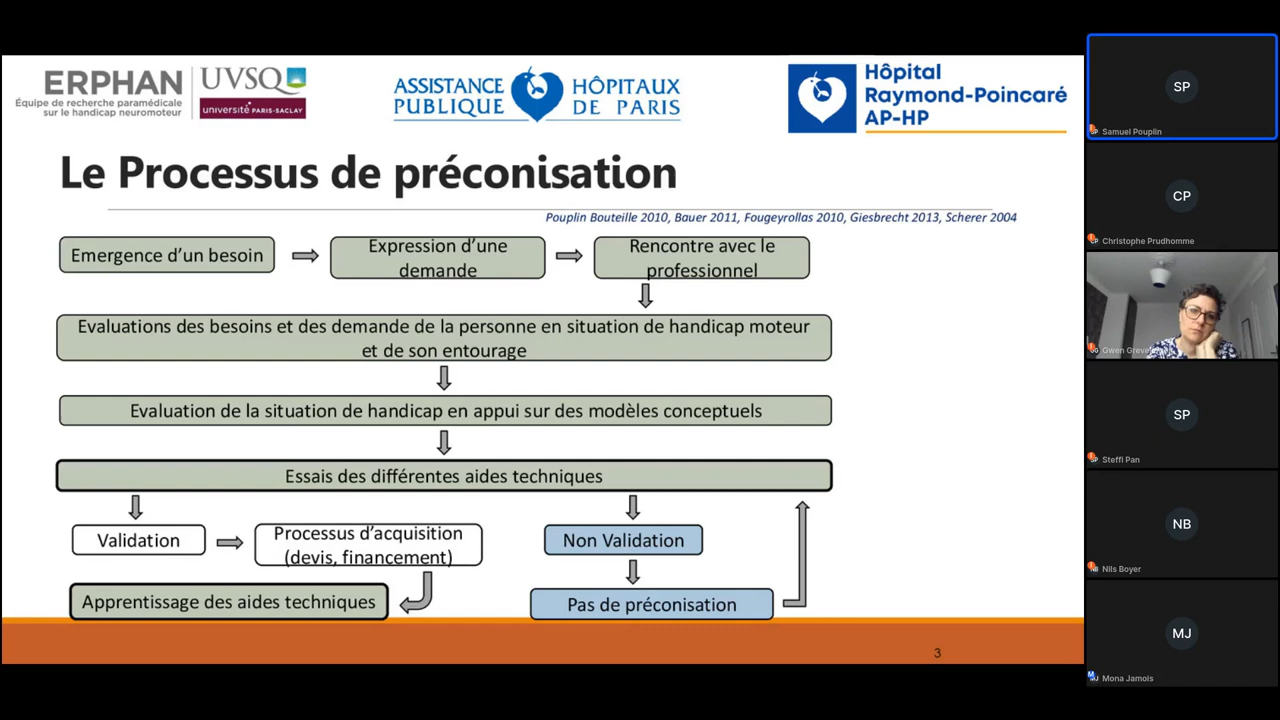 ERPHAN
Équipe de recherche paramédicale
sur le handicap neuromoteur
UVSQ
université PARIS-SACLAY
ASSISTANCE
PUBLIQUE
HÔPITAUX
DE PARIS
Hôpital
Raymond-Poincaré
AP-HP
Le Processus de préconisation
Pouplin Bouteille 2010, Bauer 2011, Fougeyrollas 2010, Giesbrecht 2013, Scherer 2004
Emergence d'un besoin
Expression d'une
demande
Rencontre avec le
professionnel
Evaluations des besoins et des demande de la personne en situation de handicap moteur
et de son entourage
Evaluation de la situation de handicap en appui sur des modèles conceptuels
Essais des différentes aides techniques
Validation
Processus d'acquisition
(devis, financement)
Non Validation
Apprentissage des aides techniques
Pas de préconisation
3
SP
Samuel Pouplin
CP
Christophe Prudhomme
Gwen
SP
Steffi Pan
NB
Nils Boyer
MJ
Mona Jamois